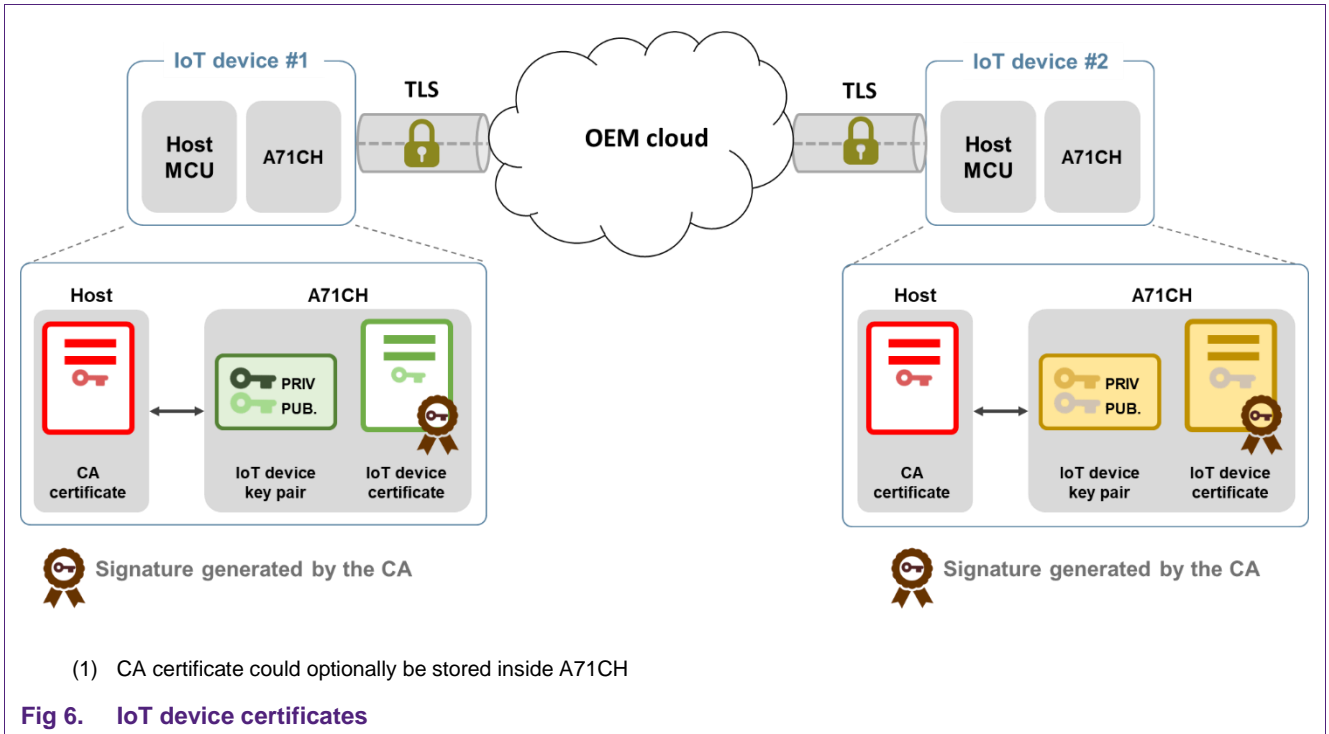 IoT device #1
Host
MCU
A71CH
TLS
OEM cloud
TLS
IoT device #2
Host
MCU
A71CH
Host
A71CH
PRIV
PUB.
CA
certificate
IoT device
key pair
IoT device
certificate
Host
A71CH
PRIV
PUB.
CA
certificate
IoT device
key pair
IoT device
certificate
Signature generated by the CA
Signature generated by the CA
(1) CA certificate could optionally be stored inside A71CH
Fig 6. IoT device certificates